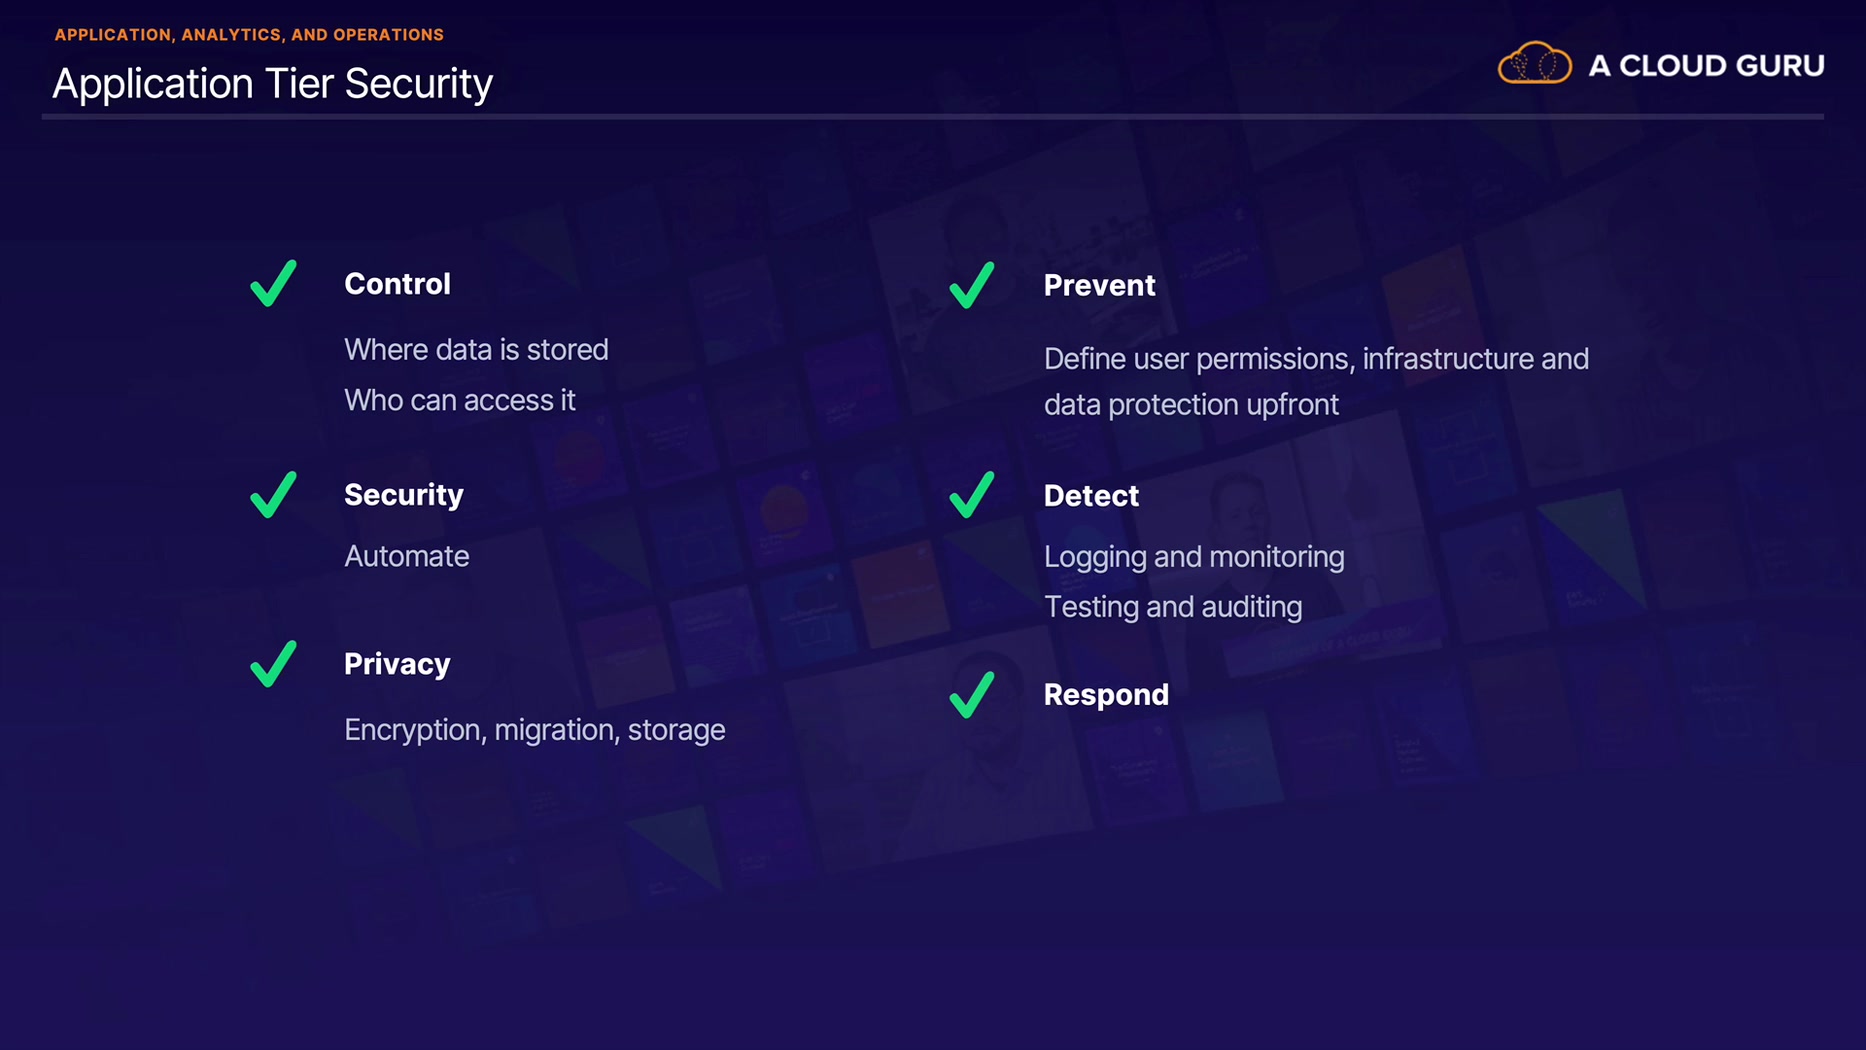 APPLICATION, ANALYTICS, AND OPERATIONS
Application Tier Security
A CLOUD GURU
Control
Where data is stored
Who can access it
Security
Automate
Privacy
Encryption, migration, storage
Prevent
Define user permissions, infrastructure and
data protection upfront
Detect
Logging and monitoring
Testing and auditing
Respond